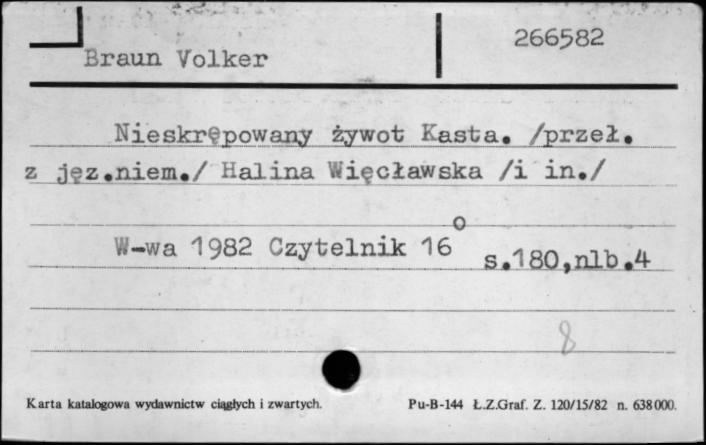 266582
Braun Volker
Nieskrępowany żywot Kasta. /przeł.
z jęz.niem./ Halina Więcławska /i in./
W-wa 1982 Czytelnik 16° s.180,nlb.4
8
Karta katalogowa wydawnictw ciągłych i zwartych. Pu-B-144 Ł.Z.Graf. Z. 120/15/82 n. 638000.